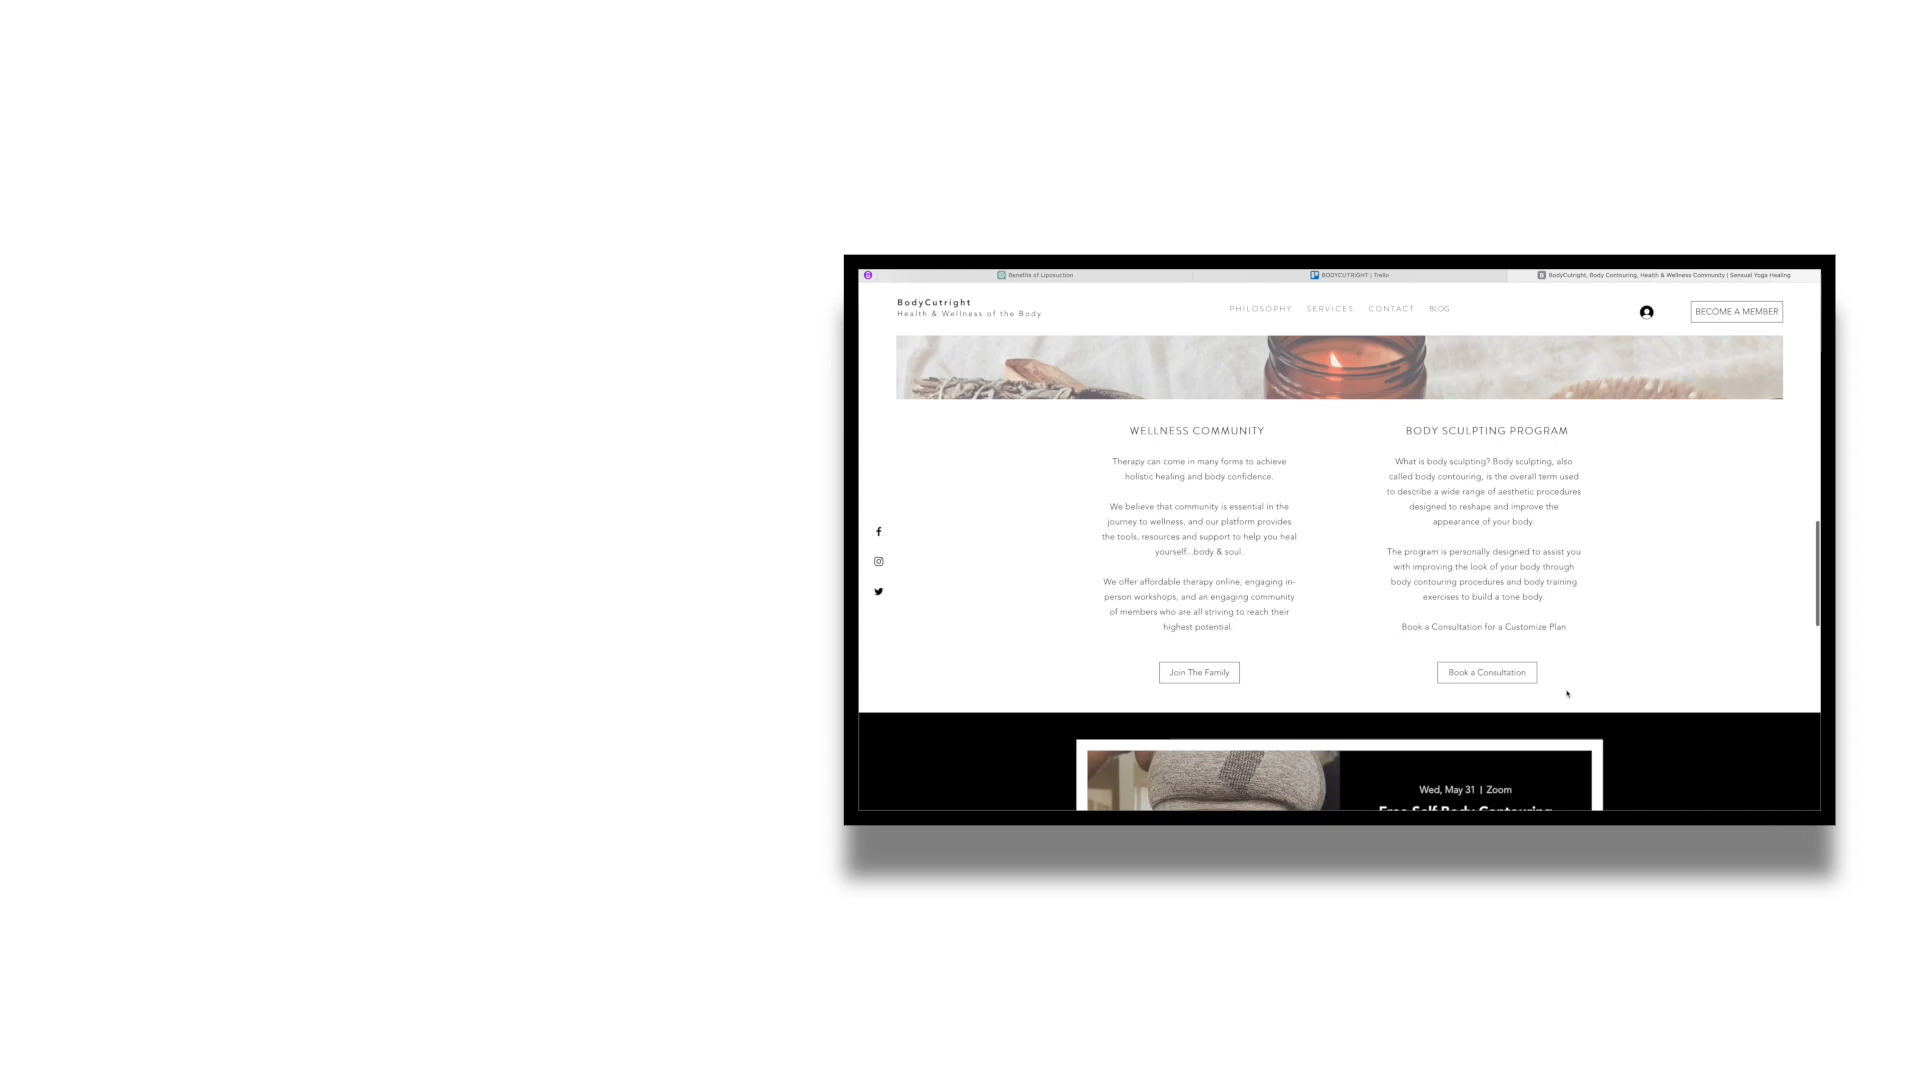 Benefits of Liposuction
BODYCUTRIGHT | Trello
BodyCutright, Body Contouring, Health & Wellness Community | Sensual Yoga Healing
BodyCutright
Health & Wellness of the Body
PHILOSOPHY
SERVICES
CONTACT
BLOG
BECOME A MEMBER
WELLNESS COMMUNITY
Therapy can come in many forms to achieve
holistic healing and body confidence.
We believe that community is essential in the
journey to wellness, and our platform provides
the tools, resources and support to help you heal
yourself...body & soul.
We offer affordable therapy online, engaging in-
person workshops, and an engaging community
of members who are all striving to reach their
highest potential.
Join The Family
BODY SCULPTING PROGRAM
What is body sculpting? Body sculpting, also
called body contouring, is the overall term used
to describe a wide range of aesthetic procedures
designed to reshape and improve the
appearance of your body.
The program is personally designed to assist you
with improving the look of your body through
body contouring procedures and body training
exercises to build a tone body.
Book a Consultation for a Customize Plan
Book a Consultation
Wed, May 31 | Zoom
Free Self Body Contouring